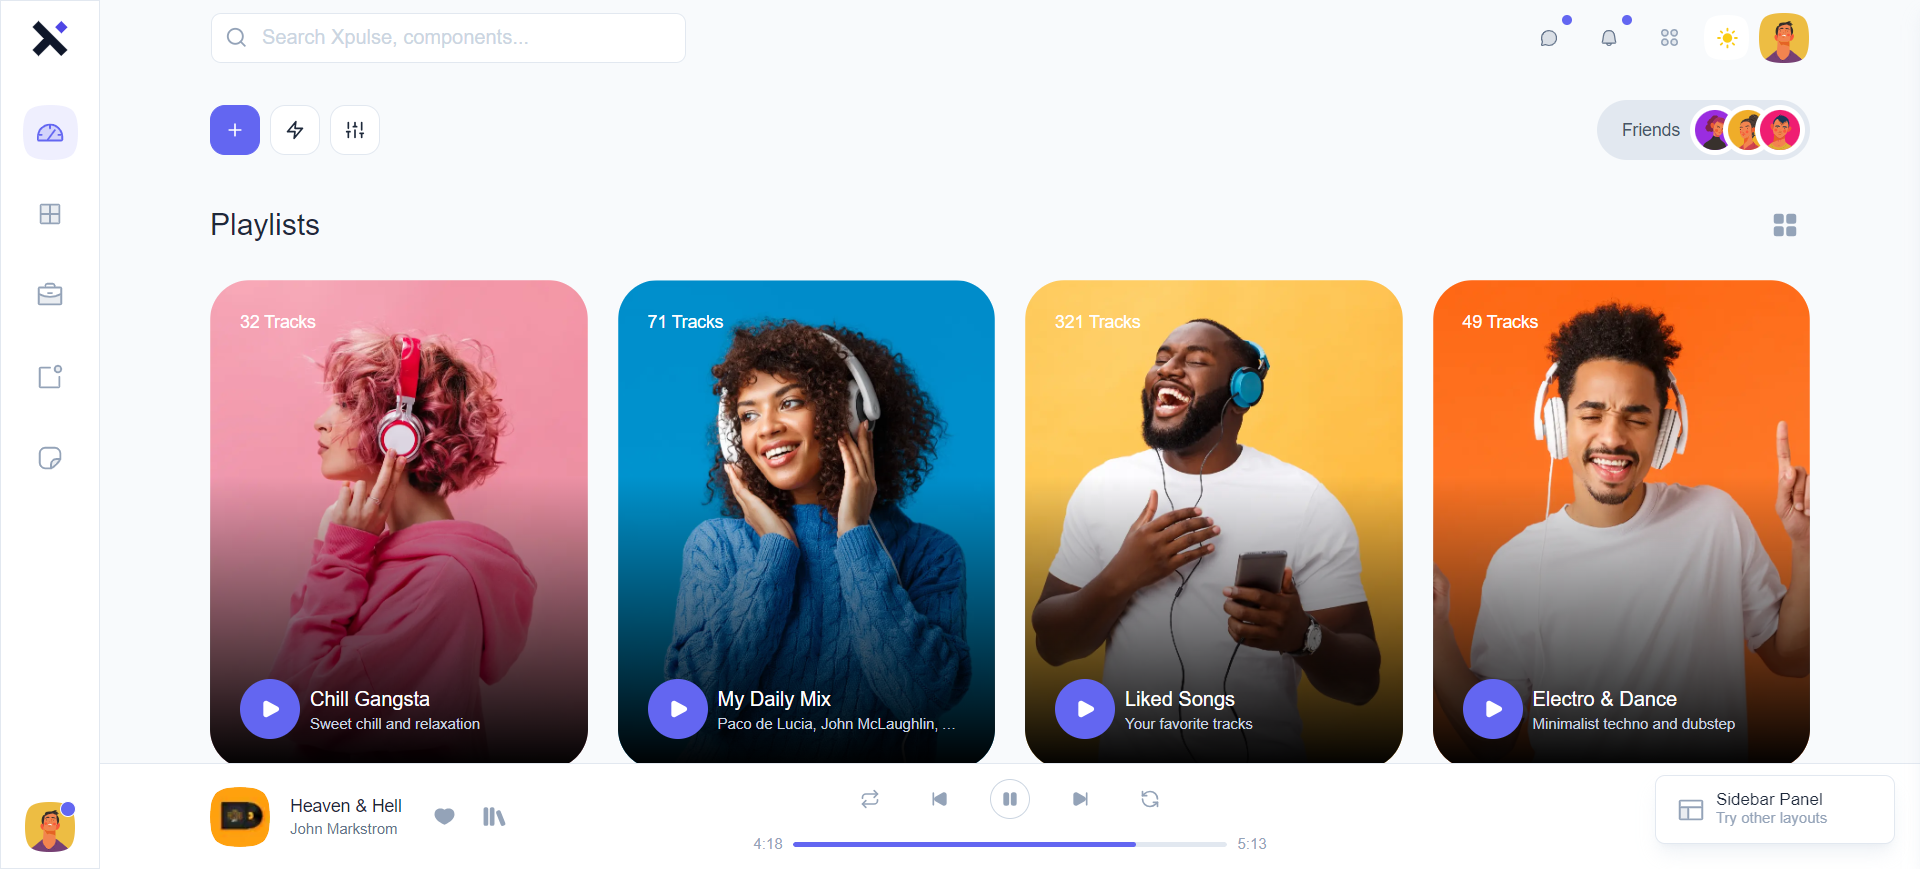 Search Xpulse, components...
Friends
Playlists
32 Tracks
Chill Gangsta
Sweet chill and relaxation
71 Tracks
My Daily Mix
Paco de Lucia, John McLaughlin, ...
321 Tracks
Liked Songs
Your favorite tracks
49 Tracks
Electro & Dance
Minimalist techno and dubstep
Heaven & Hell
John Markstrom
4:18
5:13
Sidebar Panel
Try other layouts